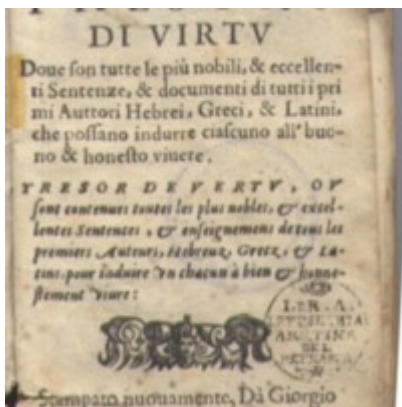 DI VIRTV
Doue ſon tutte le più nobili, & eccellen-
ti Sentenze, & documenti di tutti i pri
mi Auttori Hebrei, Greci, & Latini,
che poſſano indurre ciaſcuno all' buo-
no & honeſto viuere.
TRESOR DE VERTV, OV
ſont contenues toutes les plus nobles, & excel-
lentes Sentences, & enſeignemens de tous les
premiers Auteurs, Hebreux, Grecz, & La-
tins. pour induire vn chacun à bien & honne-
ſtement viure:
Stampato nuouamente, Dà Giorgio